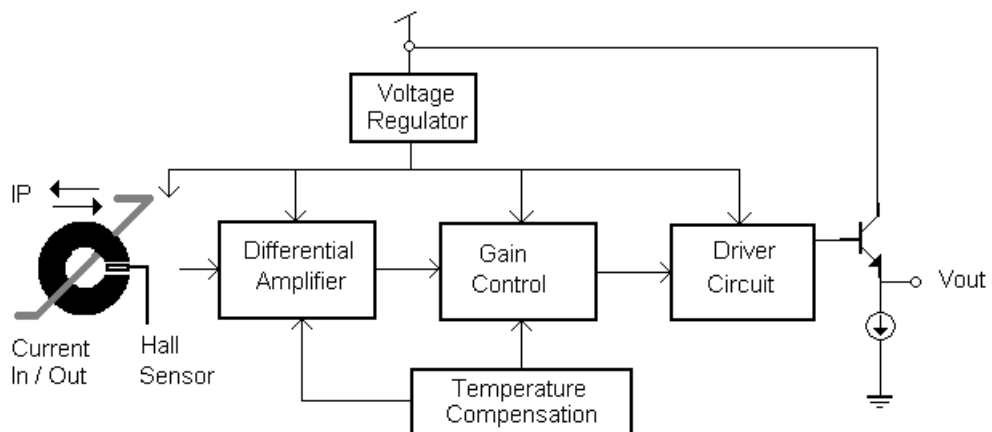 Voltage
Regulator
IP
Differential
Amplifier
Gain
Control
Driver
Circuit
Vout
Current
In / Out
Hall
Sensor
Temperature
Compensation